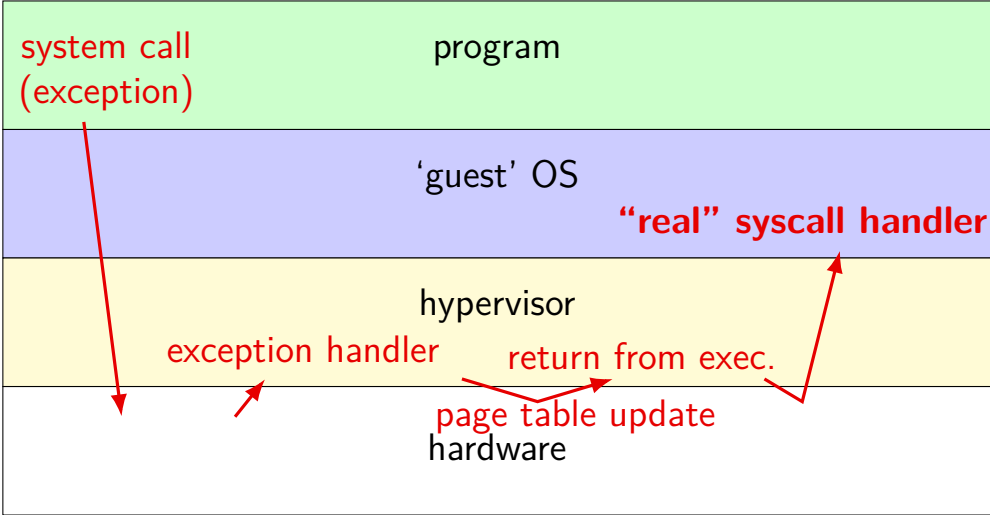 system call
(exception)
program
‘guest’ OS
“real” syscall handler
hypervisor
exception handler
return from exec.
page table update
hardware